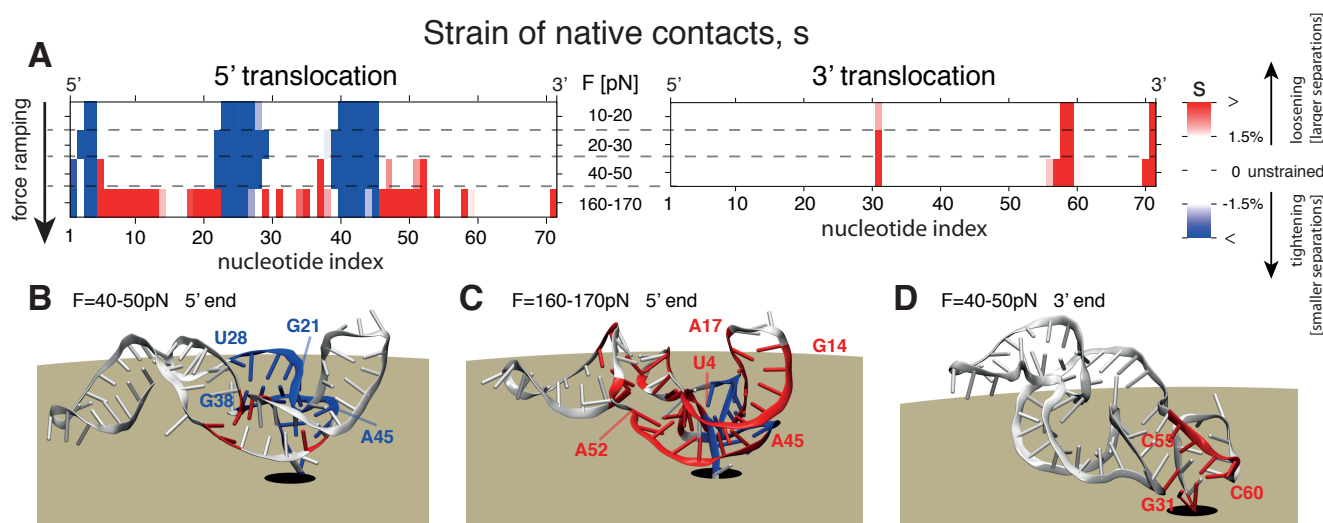 Strain of native contacts, s
A
5' translocation
3' translocation
5'
3'
F [pN]
5'
3'
force ramping
10-20
20-30
40-50
160-170
1 10 20 30 40 50 60 70
nucleotide index
1 10 20 30 40 50 60 70
nucleotide index
s
>
1.5%
0 unstrained
-1.5%
<
loosening
[larger separations]
tightening
[smaller separations]
B F=40-50pN 5' end
U28
G21
G38
A45
C F=160-170pN 5' end
A17
U4
G14
A52
A45
D F=40-50pN 3' end
C55
G31
C60